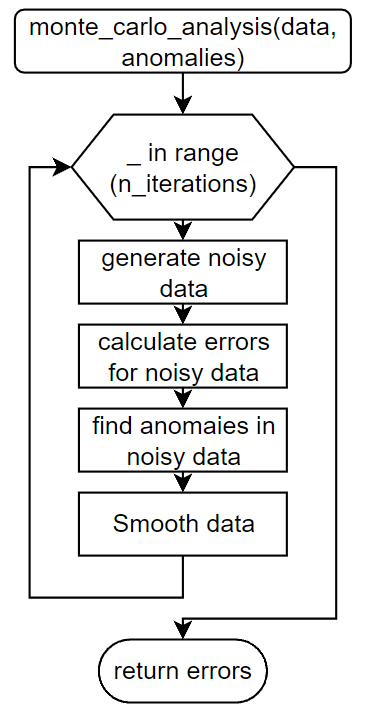 monte_carlo_analysis(data,
anomalies)
_ in range
(n_iterations)
generate noisy
data
calculate errors
for noisy data
find anomaies in
noisy data
Smooth data
return errors